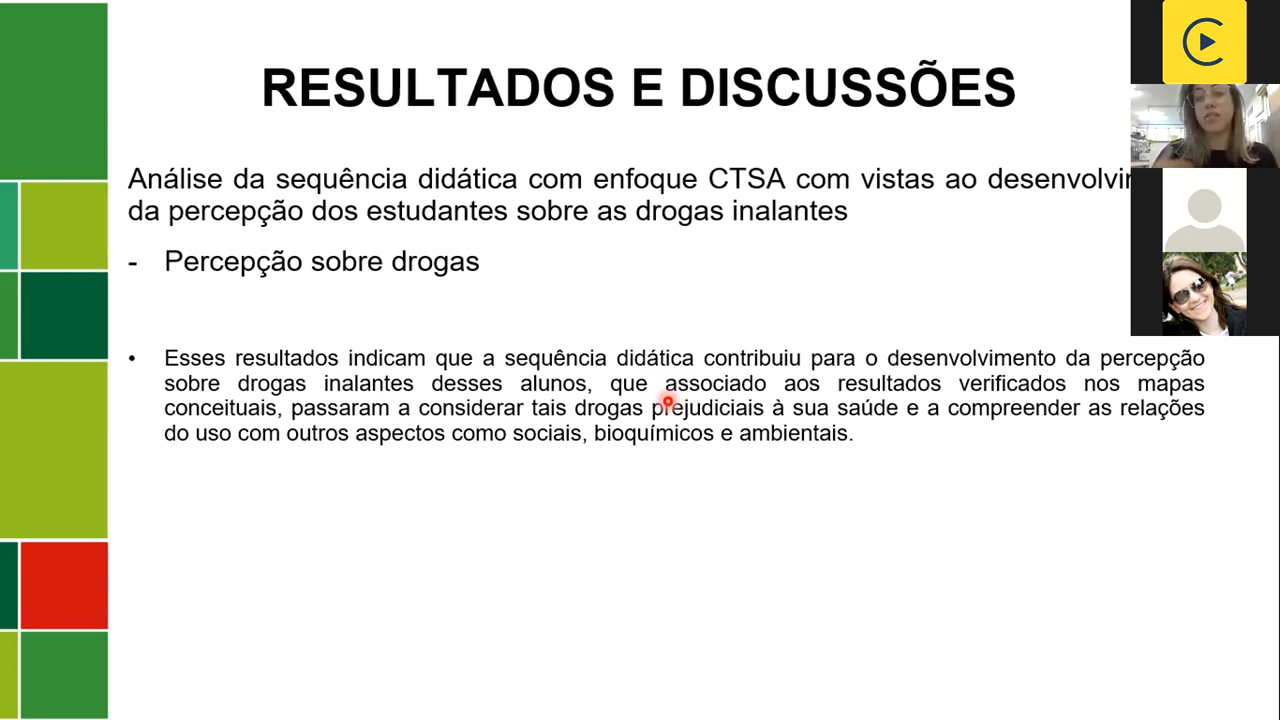 RESULTADOS E DISCUSSÕES
Análise da sequência didática com enfoque CTSA com vistas ao
da percepção dos estudantes sobre as drogas inalantes
- Percepção sobre drogas
• Esses resultados indicam que a sequência didática contribuiu para o desenvolvimento da percepção
sobre drogas inalantes desses alunos, que associado aos resultados verificados nos mapas
conceituais, passaram a considerar tais drogas prejudiciais à sua saúde e a compreender as relações
do uso com outros aspectos como sociais, bioquímicos e ambientais.